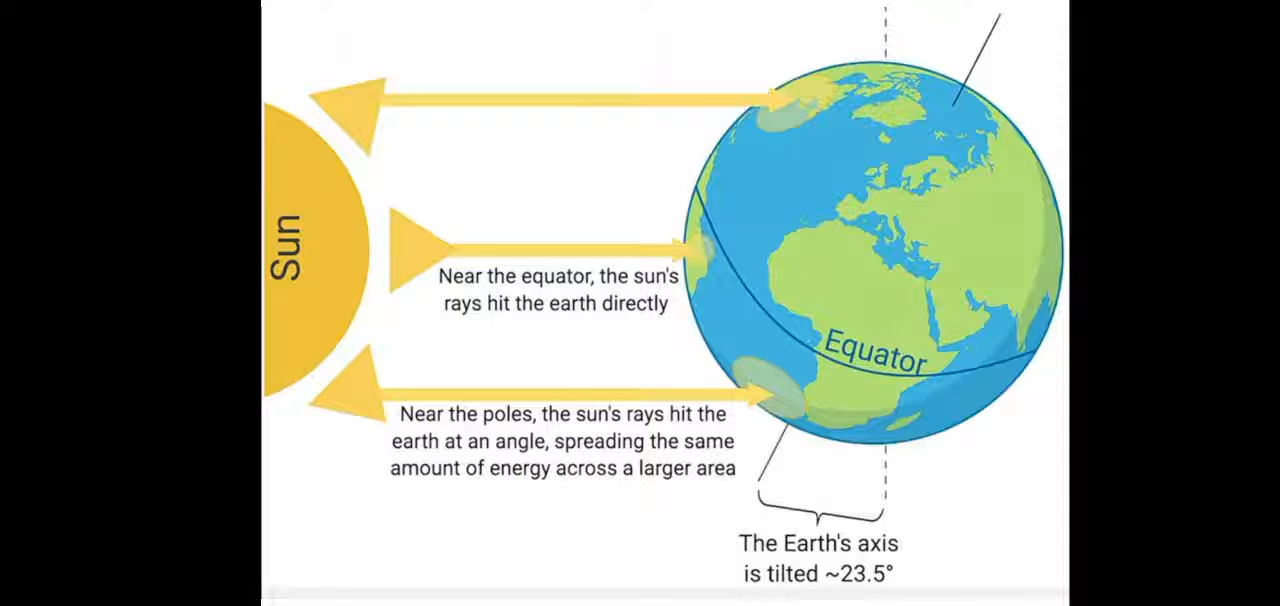 Sun
Near the equator, the sun's
rays hit the earth directly
Equator
Near the poles, the sun's rays hit the
earth at an angle, spreading the same
amount of energy across a larger area
The Earth's axis
is tilted ~23.5°